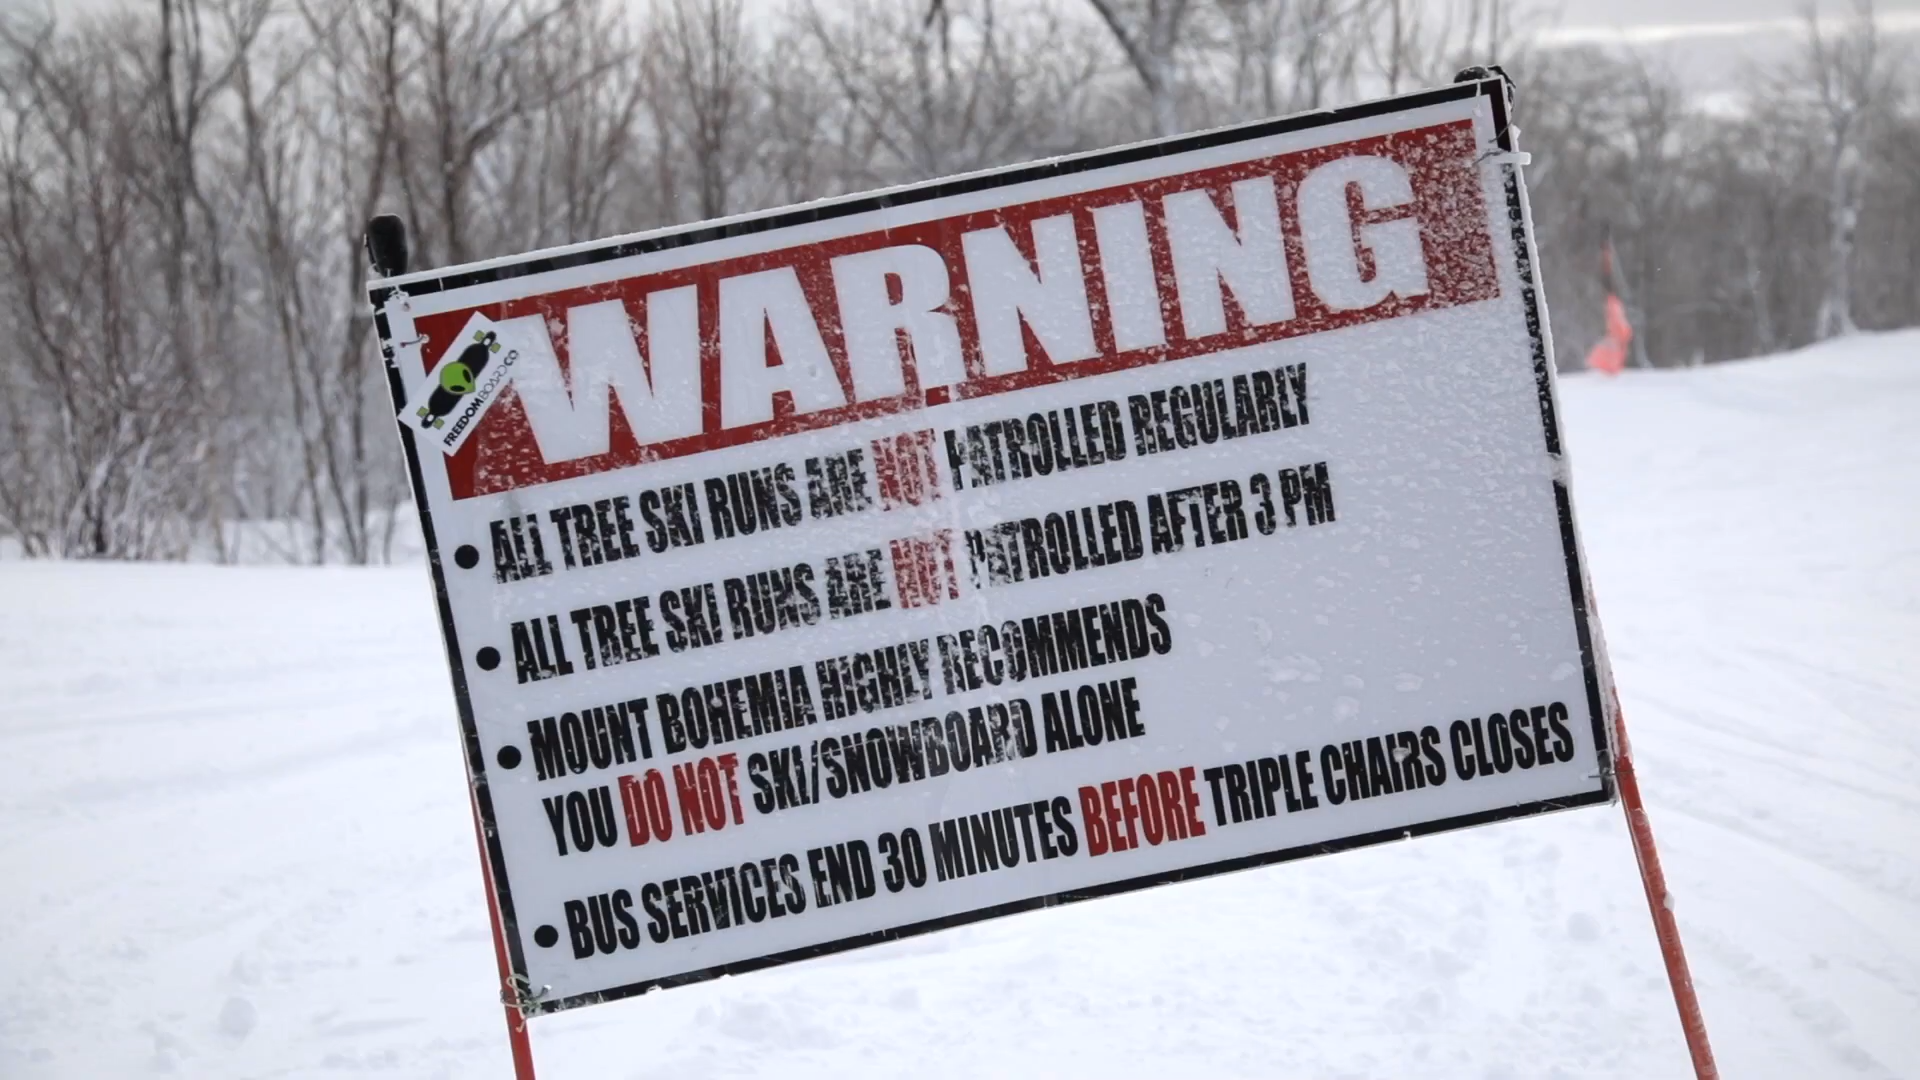 WARNING
FREEDOMBOARDCO
• ALL TREE SKI RUNS ARE NOT PATROLLED REGULARLY
• ALL TREE SKI RUNS ARE NOT PATROLLED AFTER 3 PM
• MOUNT BOHEMIA HIGHLY RECOMMENDS
YOU DO NOT SKI/SNOWBOARD ALONE
• BUS SERVICES END 30 MINUTES BEFORE TRIPLE CHAIRS CLOSES